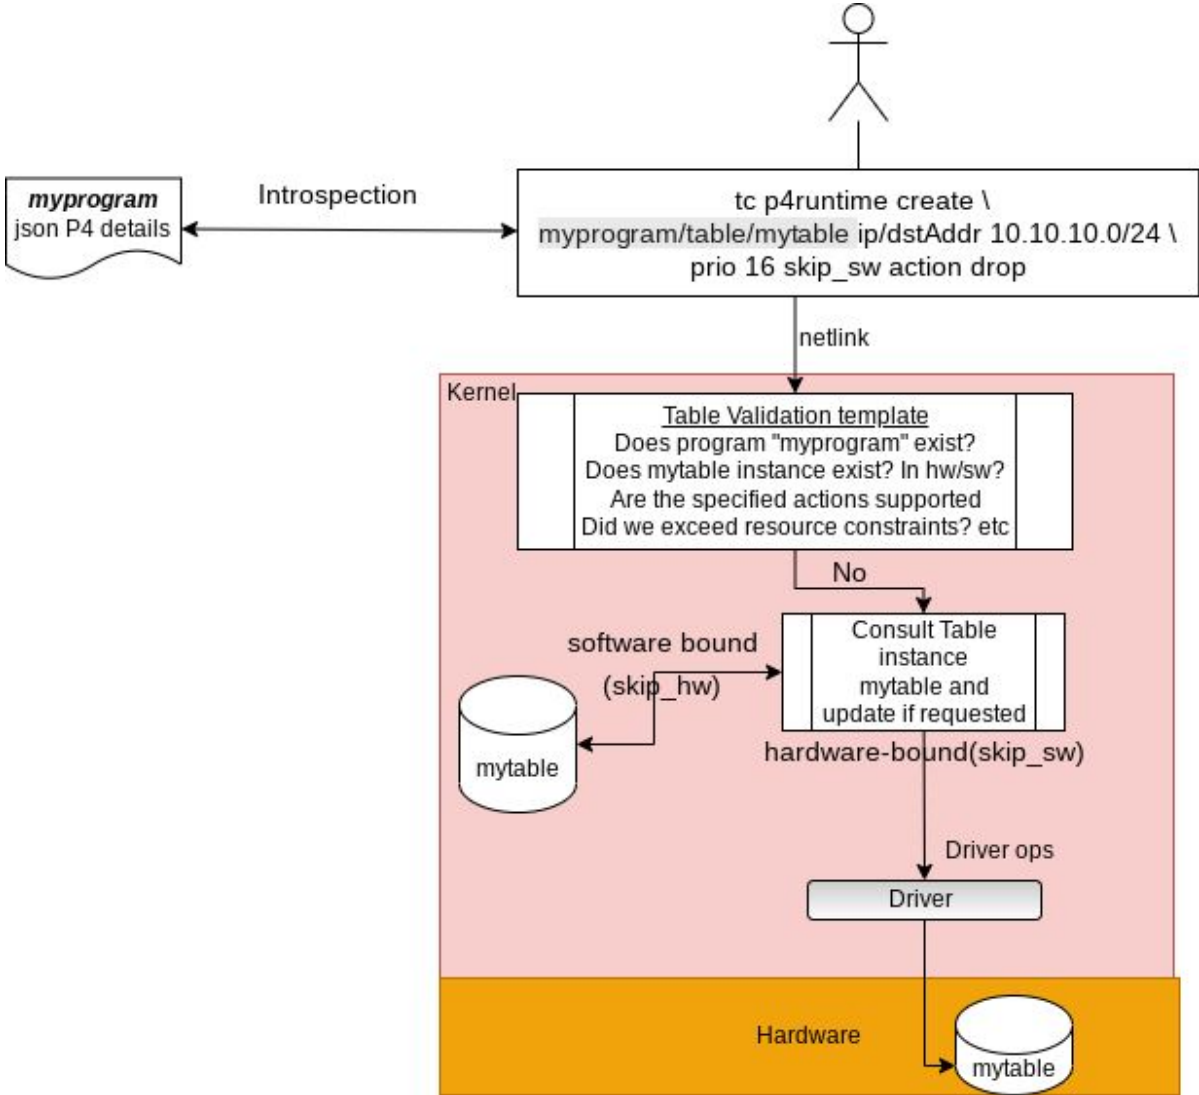 myprogram
json P4 details
Introspection
tc p4runtime create \
myprogram/table/mytable ip/dstAddr 10.10.10.0/24 \
prio 16 skip_sw action drop
netlink
Kernel
Table Validation template
Does program "myprogram" exist?
Does mytable instance exist? In hw/sw?
Are the specified actions supported
Did we exceed resource constraints? etc
No
Consult Table
instance
mytable and
update if requested
software bound
(skip_hw)
mytable
hardware-bound(skip_sw)
Driver ops
Driver
Hardware
mytable